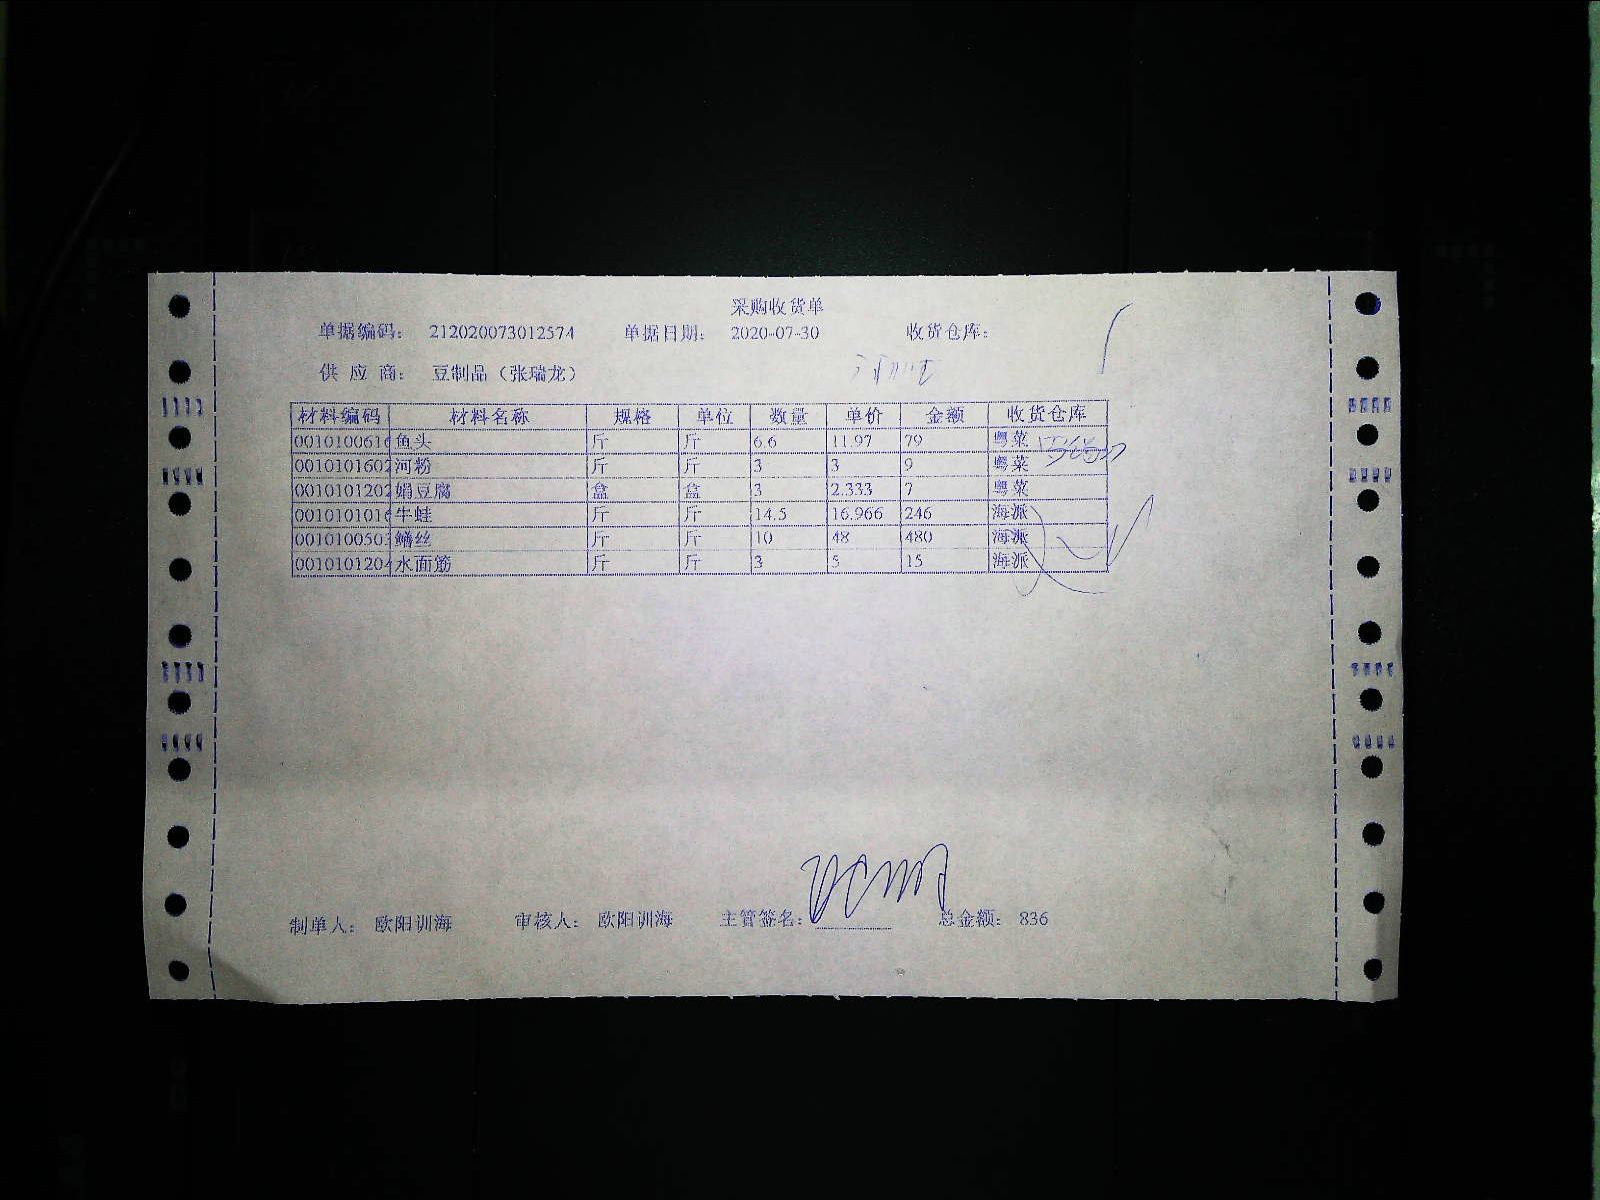 采购收货单
单据编码： 212020073012574 单据日期： 2020-07-30 收货仓库：
供 应 商： 豆制品（张瑞龙）
材料编码 材料名称 规格 单位 数量 单价 金额 收货仓库
0010100616 鱼头 斤 斤 6.6 11.97 79 粤菜
0010101602 河粉 斤 斤 3 3 9 粤菜
0010101202 娟豆腐 盒 盒 3 2.333 7 粤菜
0010101016 牛蛙 斤 斤 14.5 16.966 246 海派
001010050 鳝丝 斤 斤 10 48 480 海派
001010120 水面筋 斤 斤 3 5 15 海派
制单人： 欧阳训海 审核人： 欧阳训海 主管签名： 总金额： 836